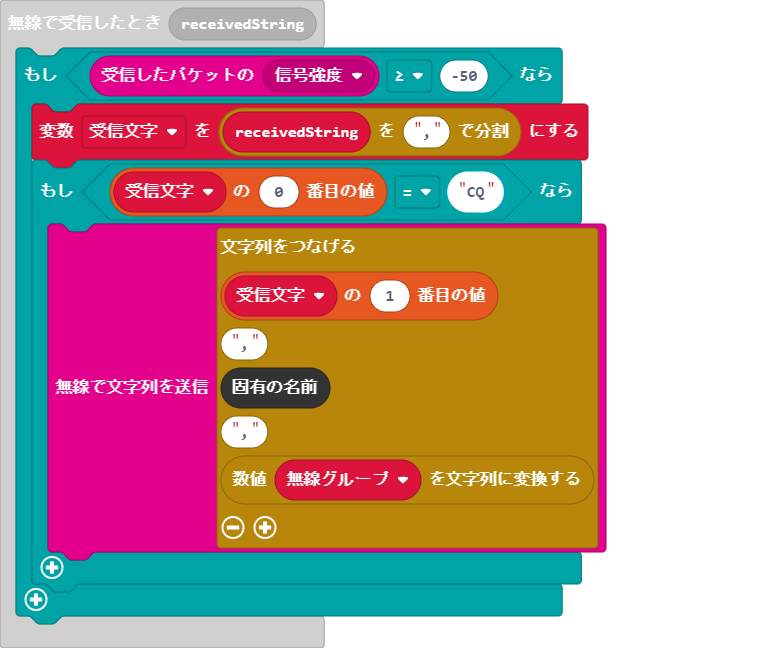 無線で受信したとき receivedString
もし 受信したパケットの 信号強度 ≥ -50 なら
変数 受信文字 を receivedString を "," で分割 にする
もし 受信文字 の 0 番目の値 = "CQ" なら
文字列をつなげる
受信文字 の 1 番目の値
","
無線で文字列を送信 固有の名前
","
数値 無線グループ を文字列に変換する